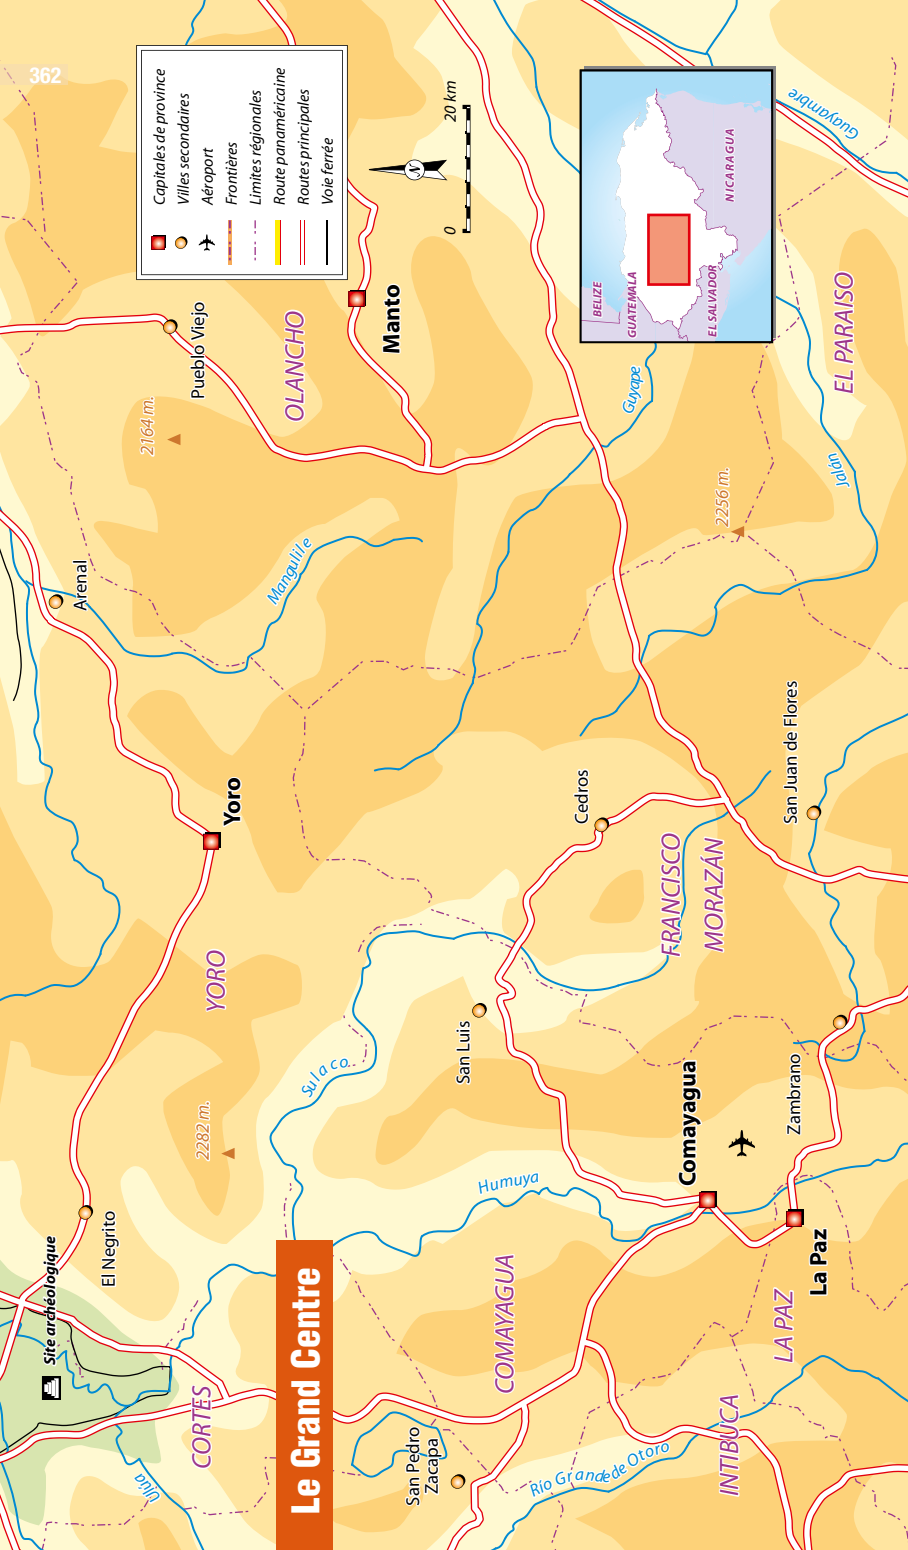 362
Le Grand Centre
Capitales de province
Villes secondaires
Aéroport
Frontières
Limites régionales
Route panaméricaine
Routes principales
Voie ferrée
N
0
20 km
BELIZE
GUATEMALA
EL SALVADOR
NICARAGUA
Site archéologique
El Negrito
CORTES
Ulúa
2282 m.
YORO
Yoro
Arenal
Mangulile
2164 m.
Pueblo Viejo
OLANCHO
Manto
Sulaco
San Pedro
Zacapa
COMAYAGUA
Humuya
San Luis
Cedros
Río Grande de Otoro
INTIBUCA
LA PAZ
La Paz
Comayagua
Zambrano
FRANCISCO
MORAZÁN
San Juan de Flores
2256 m.
Guyape
Jalán
EL PARAISO
Guayambre